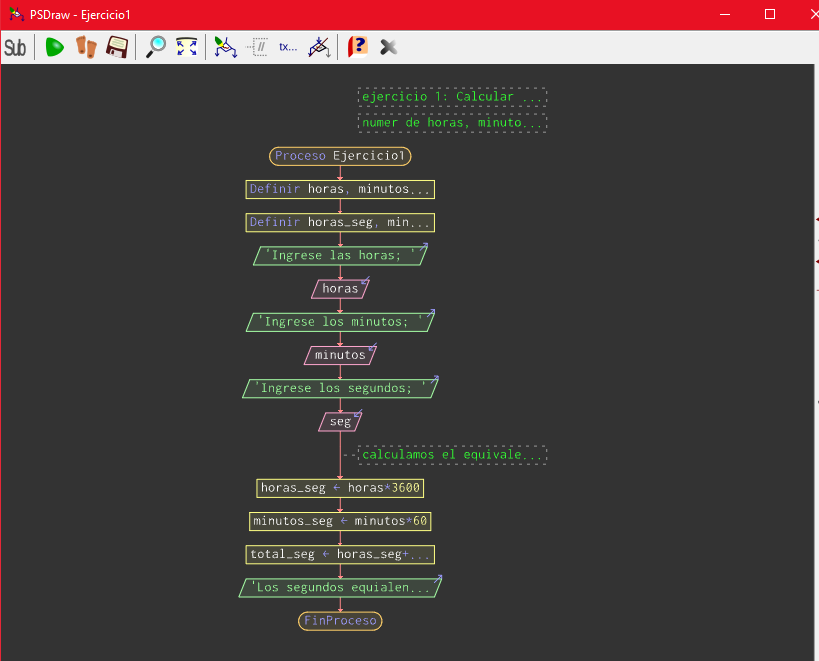 PSDraw - Ejercicio1
Sub
//
tx...
?
ejercicio 1: Calcular ...
numer de horas, minuto...
Proceso Ejercicio1
Definir horas, minutos...
Definir horas_seg, min...
'Ingrese las horas; '
horas
'Ingrese los minutos; '
minutos
'Ingrese los segundos; '
seg
calculamos el equivale...
horas_seg ← horas*3600
minutos_seg ← minutos*60
total_seg ← horas_seg+...
'Los segundos equialen...
FinProceso